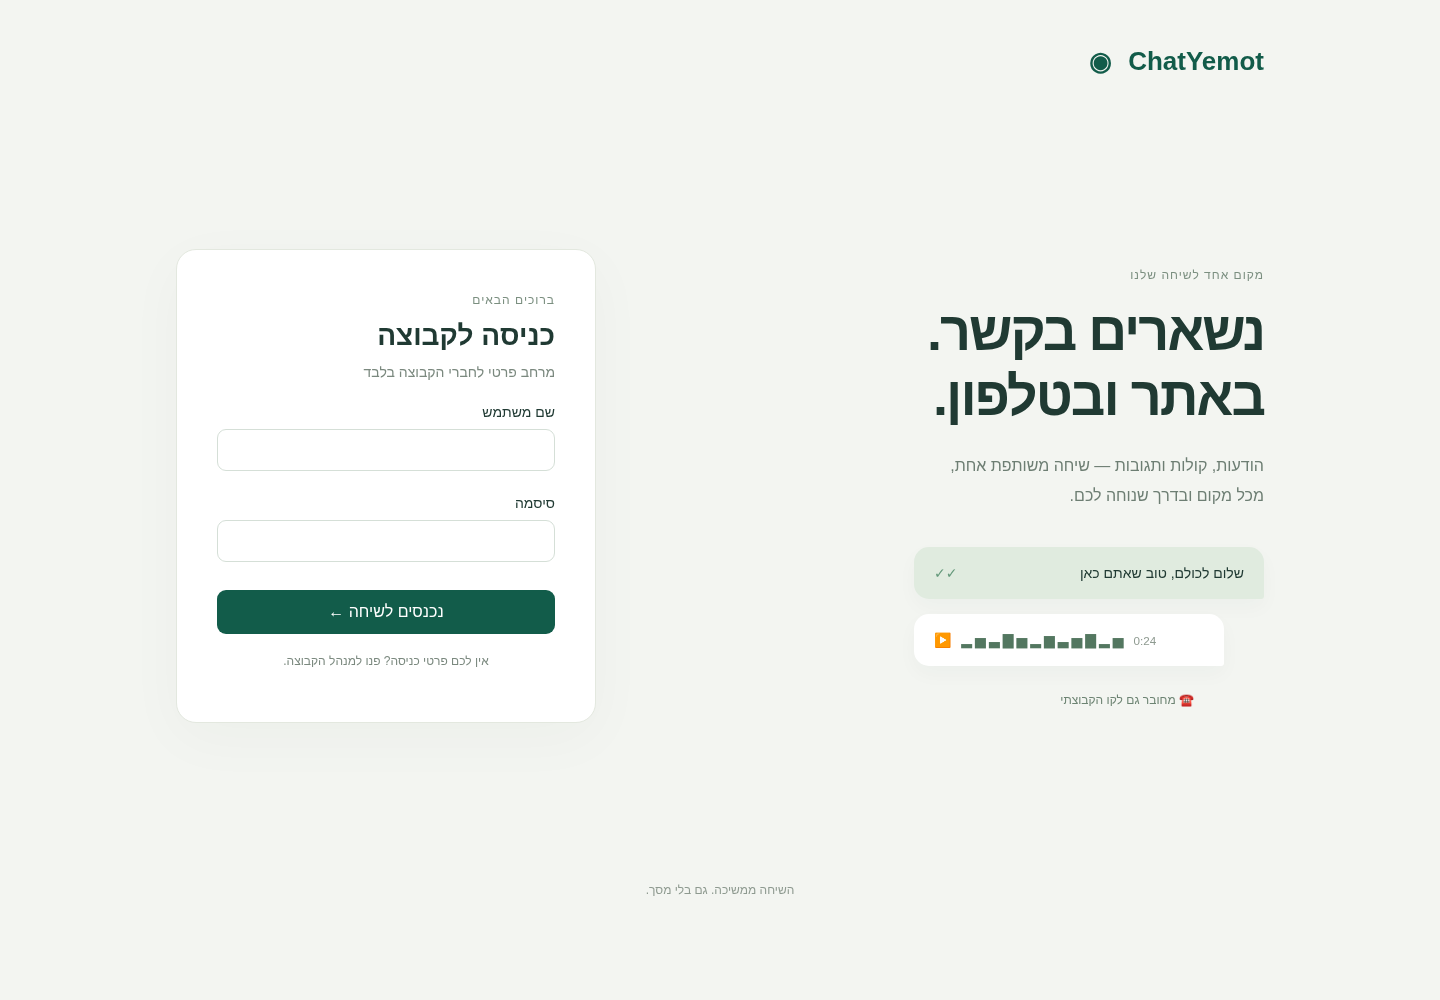 ChatYemot ◉
מקום אחד לשיחה שלנו
נשארים בקשר.
באתר ובטלפון.
הודעות, קולות ותגובות — שיחה משותפת אחת,
מכל מקום ובדרך שנוחה לכם.
שלום לכולם, טוב שאתם כאן ✓✓
0:24
☎️ מחובר גם לקו הקבוצתי
ברוכים הבאים
כניסה לקבוצה
מרחב פרטי לחברי הקבוצה בלבד
שם משתמש
סיסמה
נכנסים לשיחה ←
אין לכם פרטי כניסה? פנו למנהל הקבוצה.
השיחה ממשיכה. גם בלי מסך.